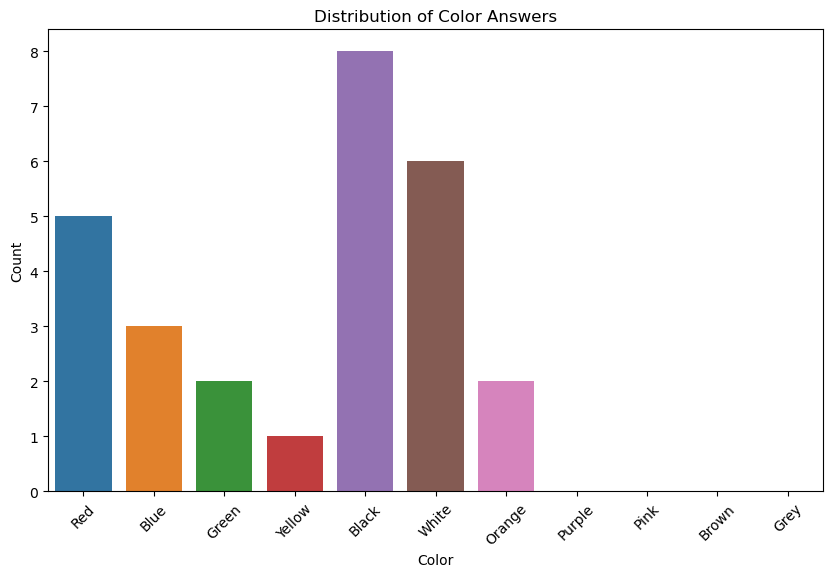 Distribution of Color Answers
Count
8
7
6
5
4
3
2
1
0
Red Blue Green Yellow Black White Orange Purple Pink Brown Grey
Color